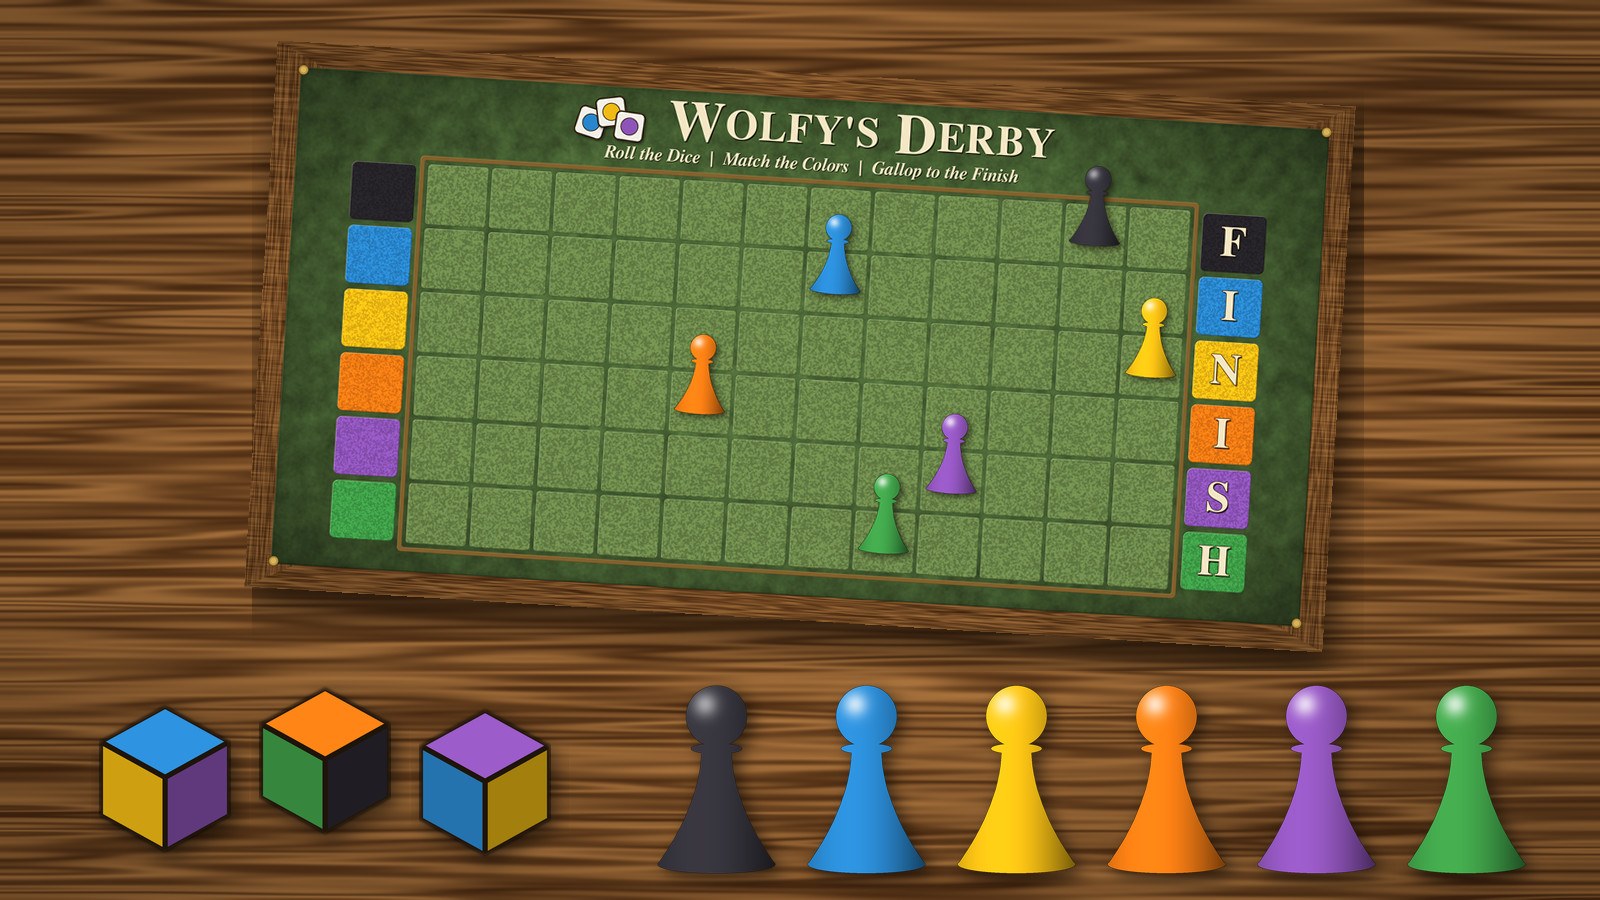 WOLFY'S DERBY
Roll the Dice | Match the Colors | Gallop to the Finish
F
I
N
I
S
H